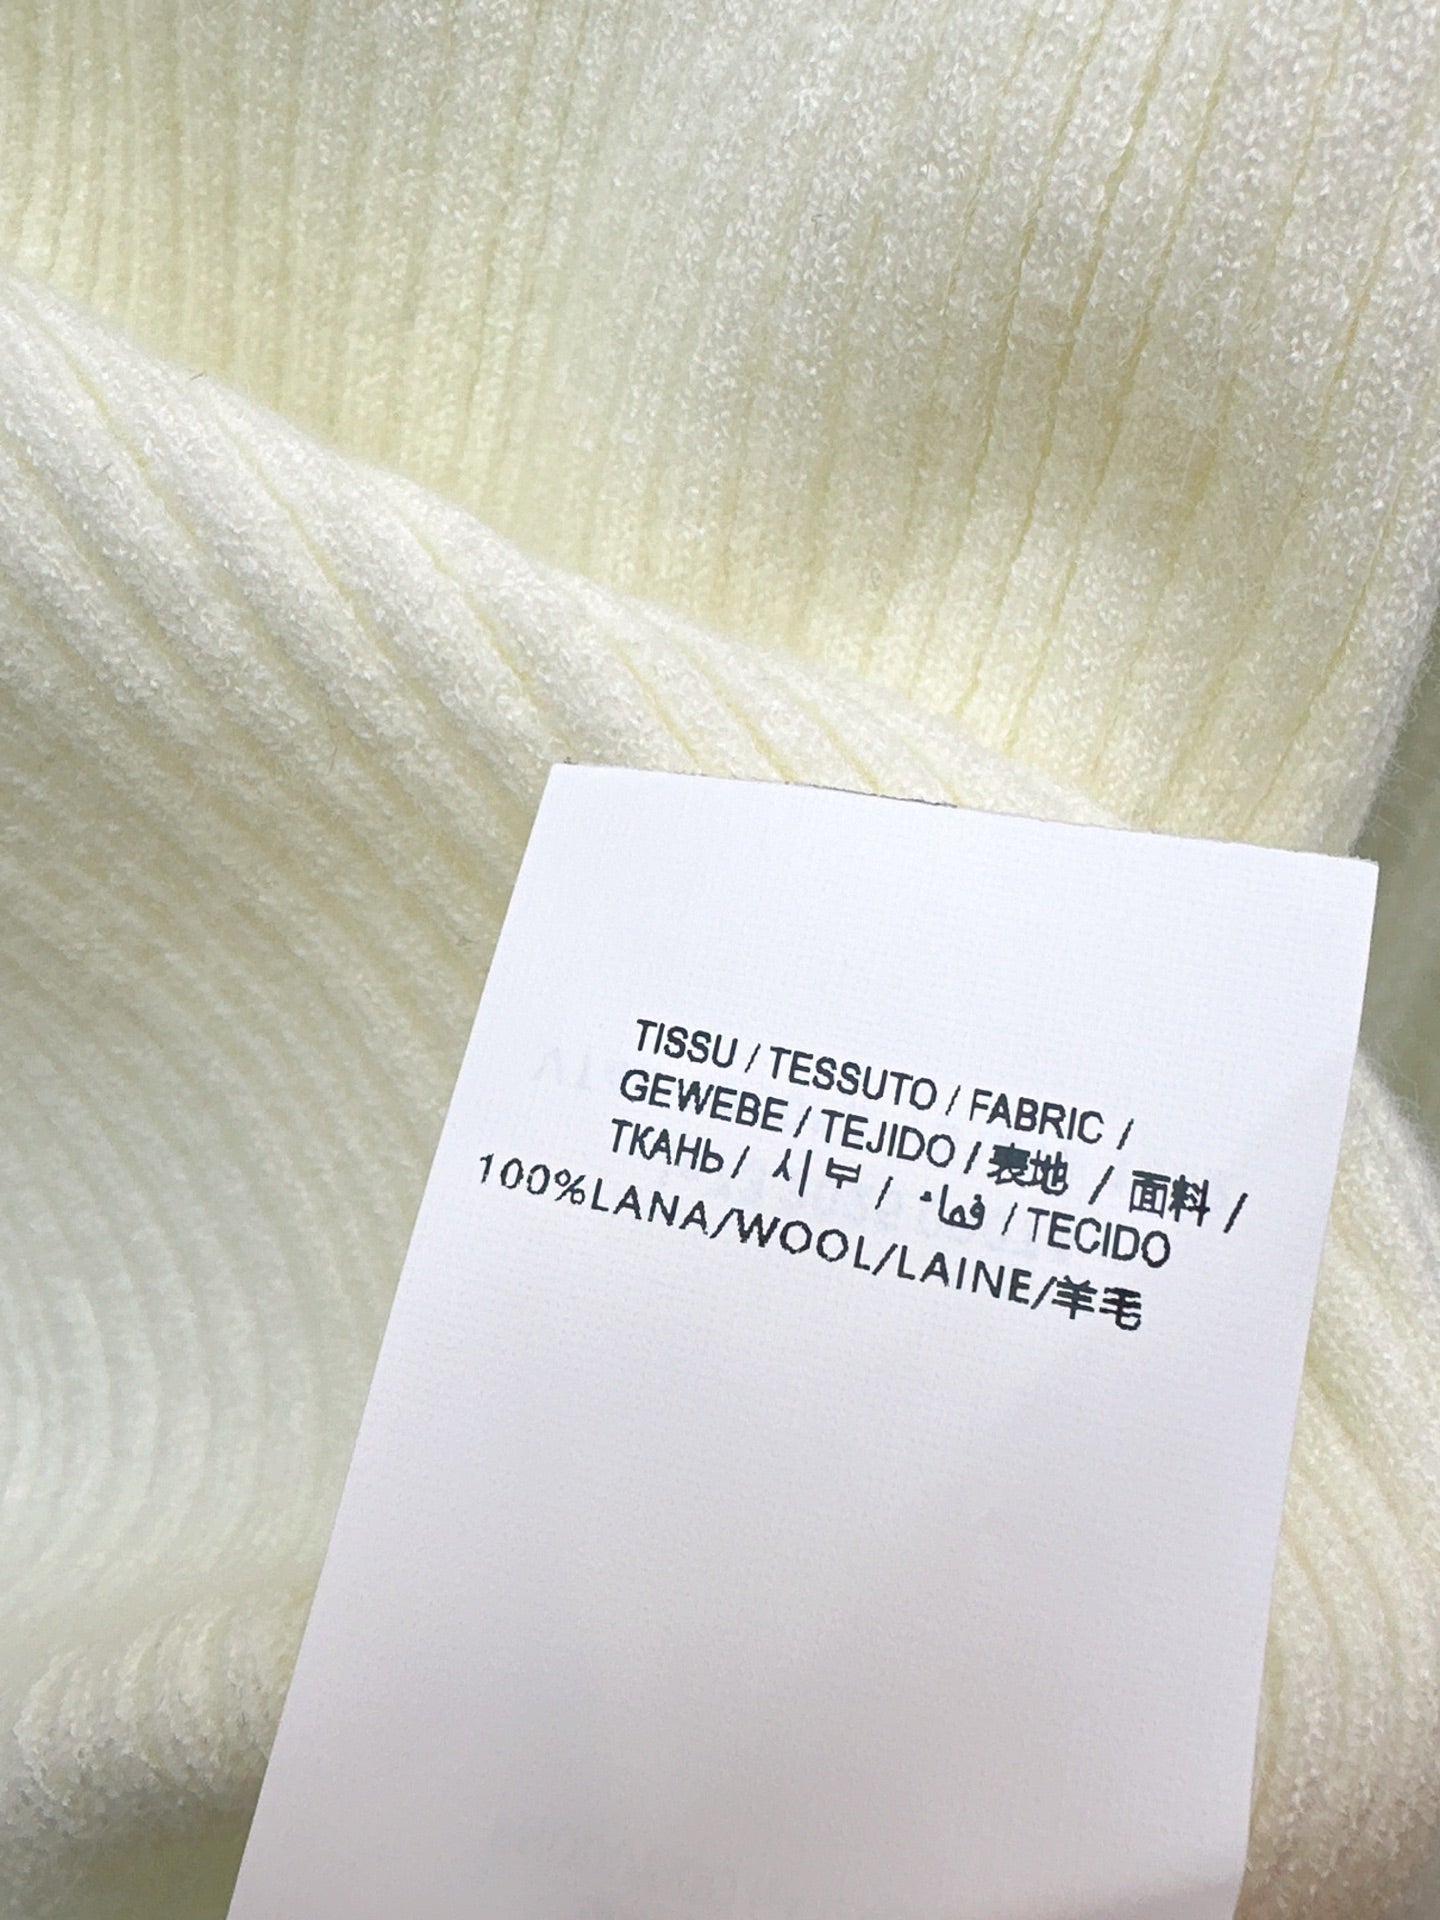 TISSU / TESSUTO / FABRIC /
GEWEBE / TEJIDO / 表地 / 面料 /
ТКАНЬ / 시부 / قماش / TECIDO
100%LANA/WOOL/LAINE/羊毛